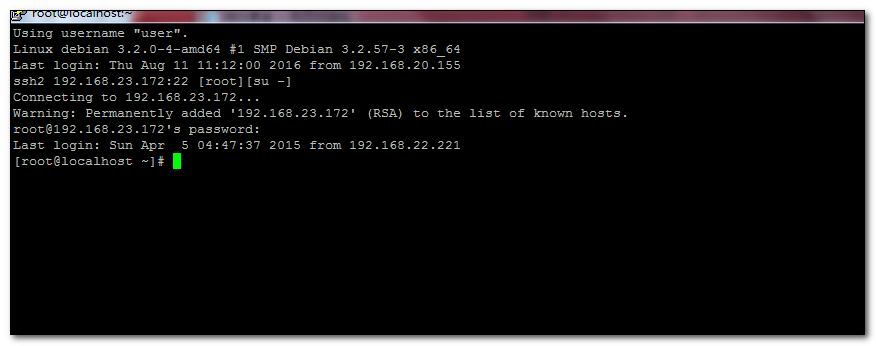 root@localhost:~
Using username "user".
Linux debian 3.2.0-4-amd64 #1 SMP Debian 3.2.57-3 x86_64
Last login: Thu Aug 11 11:12:00 2016 from 192.168.20.155
ssh2 192.168.23.172:22 [root][su -]
Connecting to 192.168.23.172...
Warning: Permanently added '192.168.23.172' (RSA) to the list of known hosts.
root@192.168.23.172's password:
Last login: Sun Apr  5 04:47:37 2015 from 192.168.22.221
[root@localhost ~]#